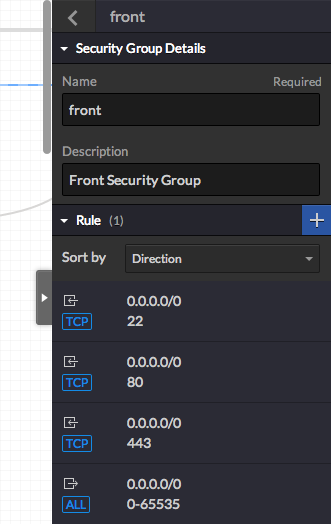 front
Security Group Details
Name Required
front
Description
Front Security Group
Rule (1)
Sort by Direction
0.0.0.0/0
TCP 22
0.0.0.0/0
TCP 80
0.0.0.0/0
TCP 443
0.0.0.0/0
ALL 0-65535